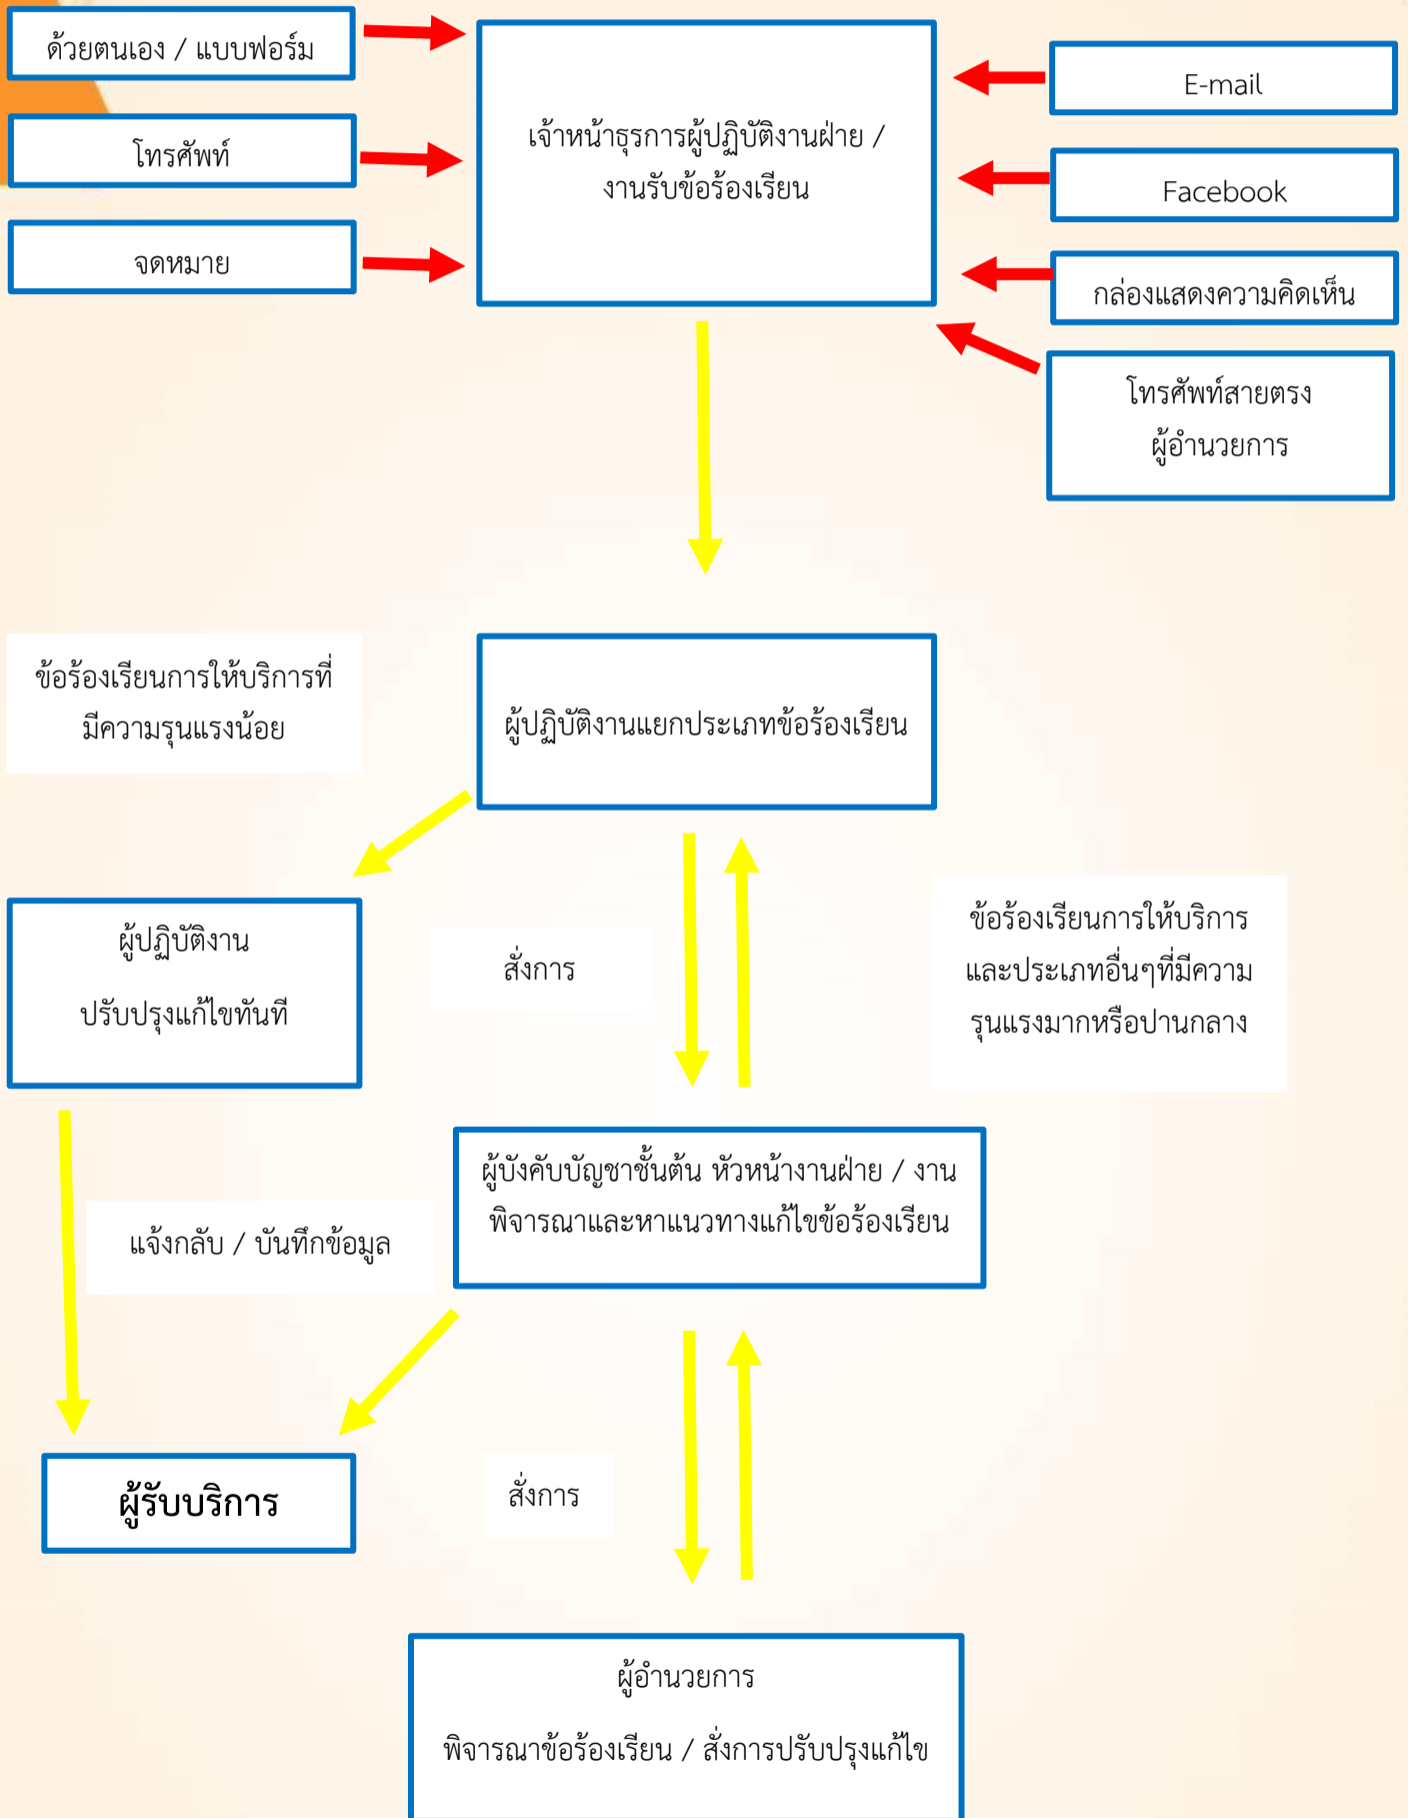 ด้วยตนเอง / แบบฟอร์ม
โทรศัพท์
จดหมาย
เจ้าหน้าธุรการผู้ปฏิบัติงานฝ่าย /
งานรับข้อร้องเรียน
E-mail
Facebook
กล่องแสดงความคิดเห็น
โทรศัพท์สายตรง
ผู้อำนวยการ
ข้อร้องเรียนการให้บริการที่
มีความรุนแรงน้อย
ผู้ปฏิบัติงานแยกประเภทข้อร้องเรียน
ผู้ปฏิบัติงาน
ปรับปรุงแก้ไขทันที
สั่งการ
ข้อร้องเรียนการให้บริการ
และประเภทอื่นๆที่มีความ
รุนแรงมากหรือปานกลาง
ผู้บังคับบัญชาชั้นต้น หัวหน้างานฝ่าย / งาน
พิจารณาและหาแนวทางแก้ไขข้อร้องเรียน
แจ้งกลับ / บันทึกข้อมูล
ผู้รับบริการ
สั่งการ
ผู้อำนวยการ
พิจารณาข้อร้องเรียน / สั่งการปรับปรุงแก้ไข